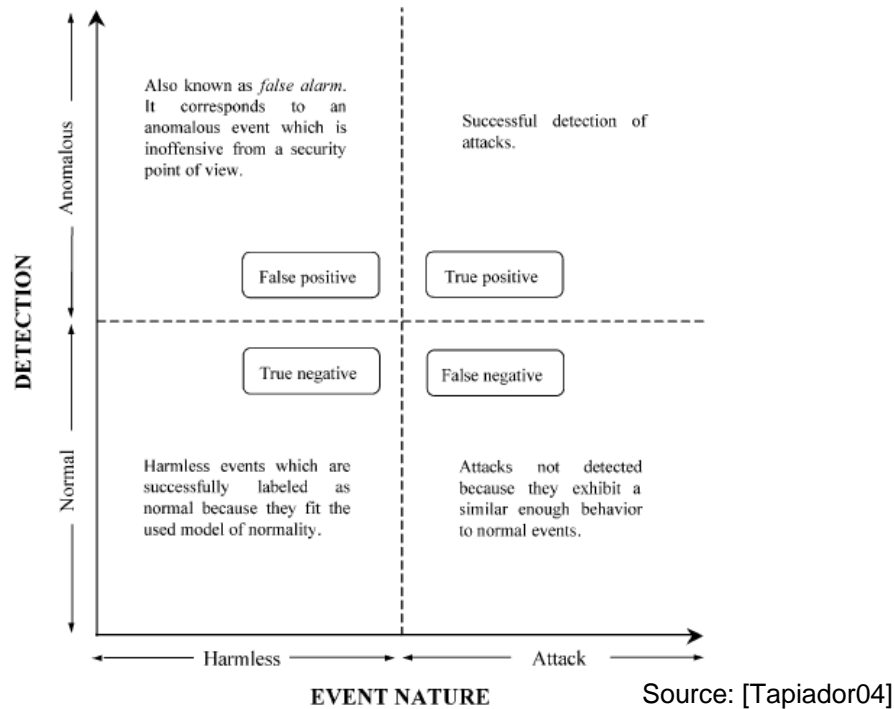 Also known as false alarm.
It corresponds to an
anomalous event which is
inoffensive from a security
point of view.
Successful detection of
attacks.
Anomalous
False positive
True positive
DETECTION
True negative
False negative
Normal
Harmless events which are
successfully labeled as
normal because they fit the
used model of normality.
Attacks not detected
because they exhibit a
similar enough behavior
to normal events.
Harmless
Attack
EVENT NATURE
Source: [Tapiador04]